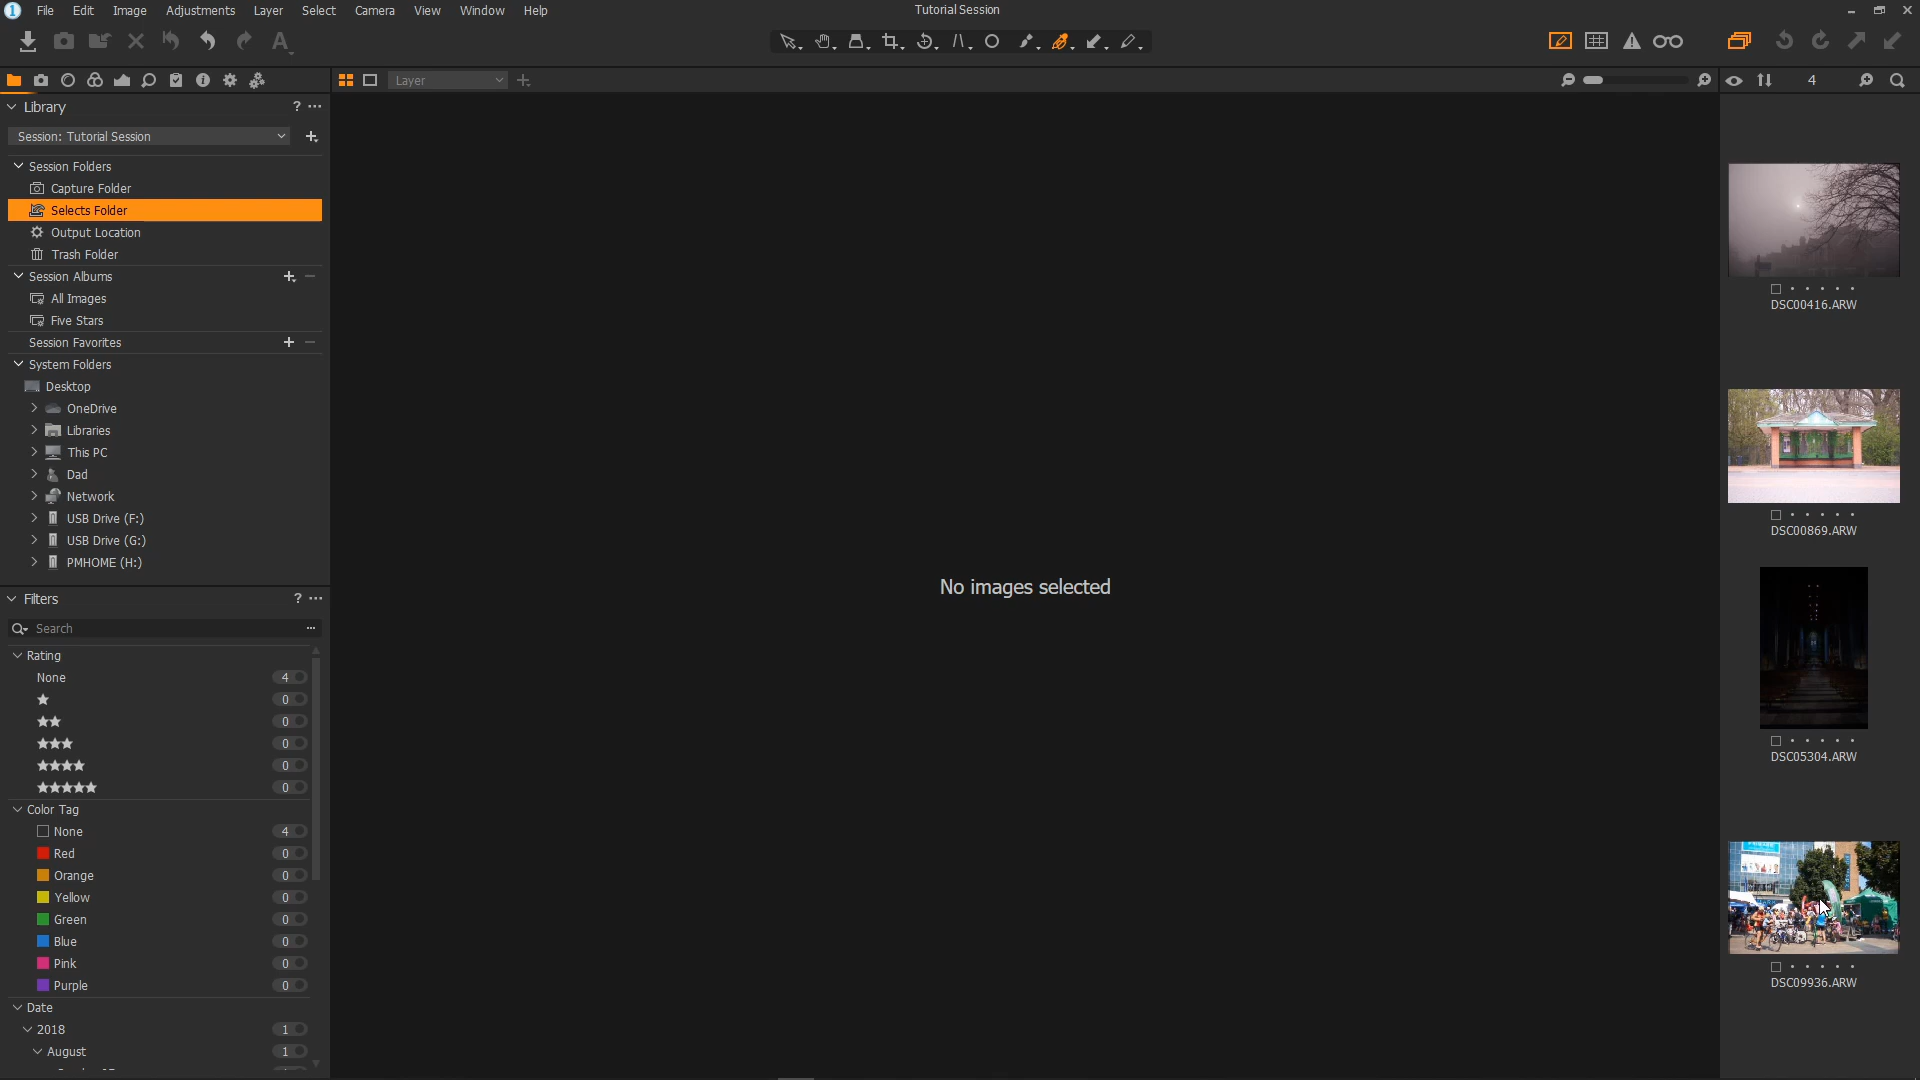 File Edit Image Adjustments Layer Select Camera View Window Help
Tutorial Session
Layer
4
Library
?
Session: Tutorial Session
Session Folders
Capture Folder
Selects Folder
Output Location
Trash Folder
Session Albums
All Images
Five Stars
Session Favorites
System Folders
Desktop
OneDrive
Libraries
This PC
Dad
Network
USB Drive (F:)
USB Drive (G:)
PMHOME (H:)
Filters
?
Search
Rating
None 4
0
0
0
0
0
Color Tag
None 4
Red 0
Orange 0
Yellow 0
Green 0
Blue 0
Pink 0
Purple 0
Date
2018 1
August 1
No images selected
DSC00416.ARW
DSC00869.ARW
DSC05304.ARW
DSC09936.ARW